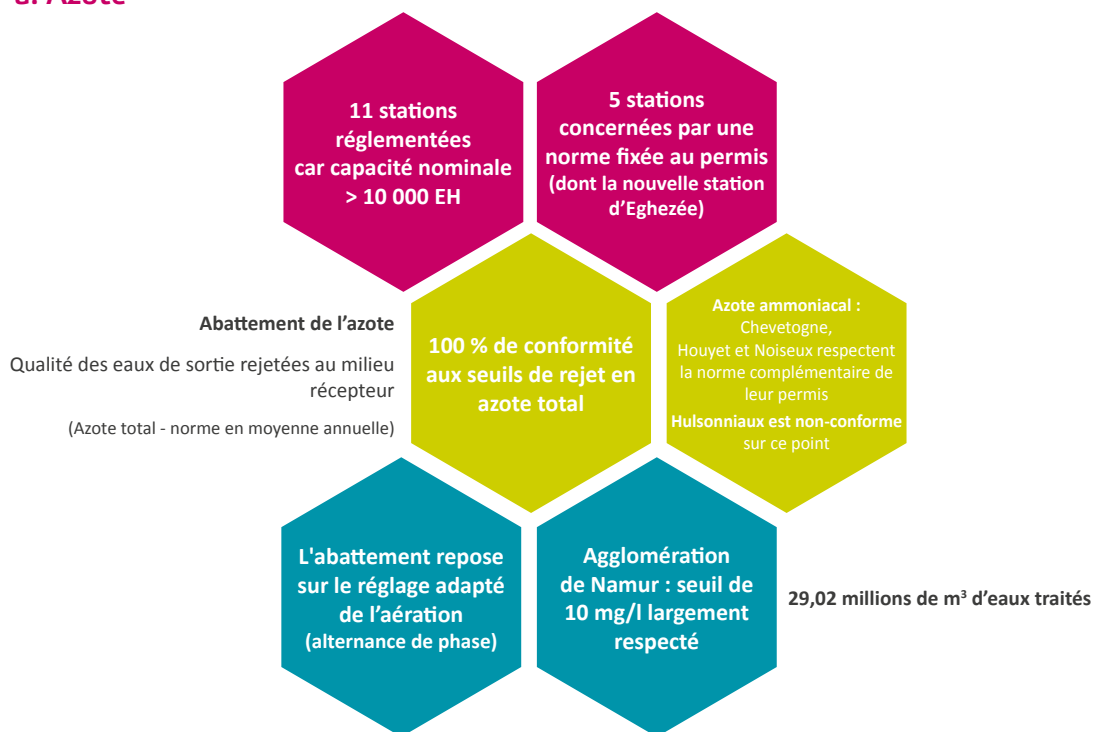 a. Azote
11 stations
réglementées
car capacité nominale
> 10 000 EH
5 stations
concernées par une
norme fixée au permis
(dont la nouvelle station
d'Eghezée)
Abattement de l'azote
Qualité des eaux de sortie rejetées au milieu
récepteur
(Azote total - norme en moyenne annuelle)
100 % de conformité
aux seuils de rejet en
azote total
Azote ammoniacal :
Chevetogne,
Houyet et Noiseux respectent
la norme complémentaire de
leur permis
Hulsonniaux est non-conforme
sur ce point
L'abattement repose
sur le réglage adapté
de l'aération
(alternance de phase)
Agglomération
de Namur : seuil de
10 mg/l largement
respecté
29,02 millions de m³ d'eaux traités